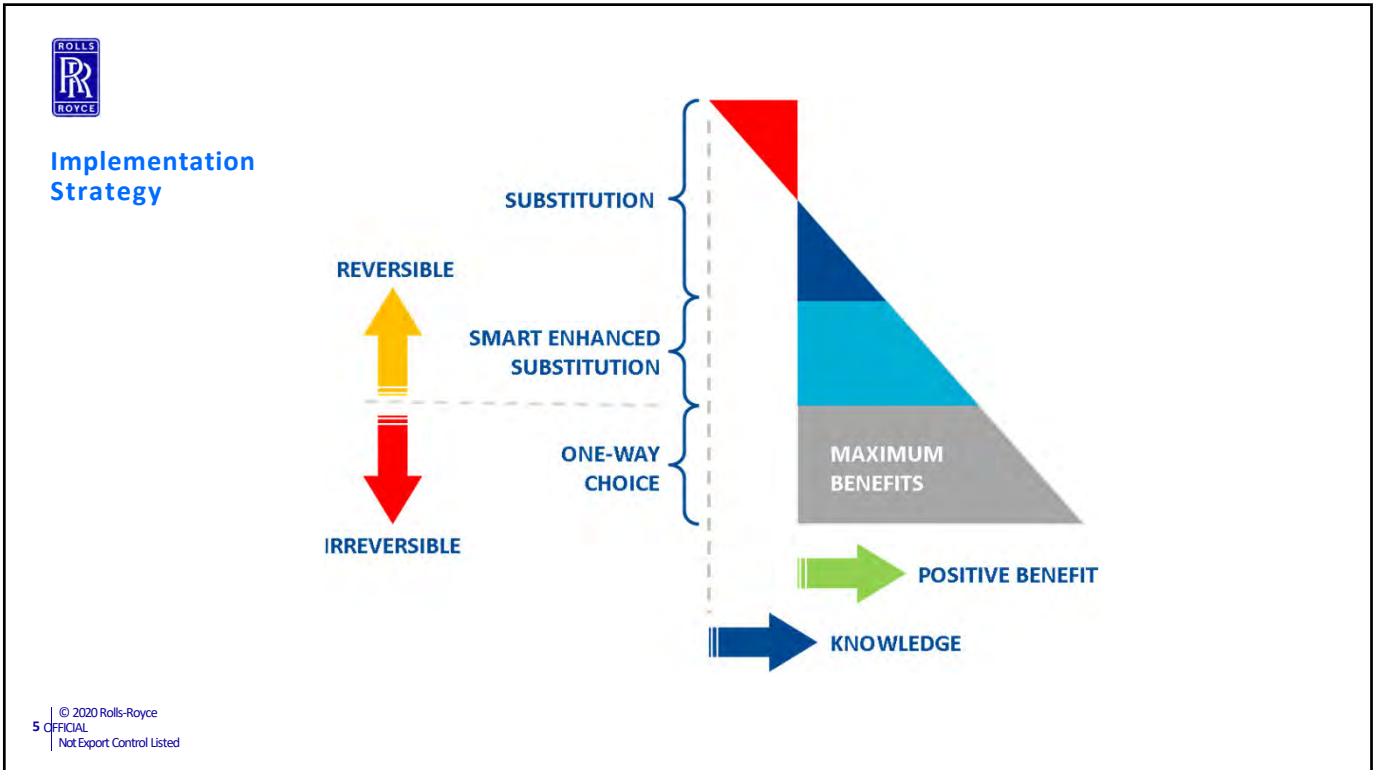 ROLLS
RR
ROYCE
Implementation
Strategy
SUBSTITUTION
REVERSIBLE
SMART ENHANCED
SUBSTITUTION
ONE-WAY
CHOICE
MAXIMUM
BENEFITS
IRREVERSIBLE
POSITIVE BENEFIT
KNOWLEDGE
© 2020 Rolls-Royce
5 OFFICIAL
Not Export Control Listed